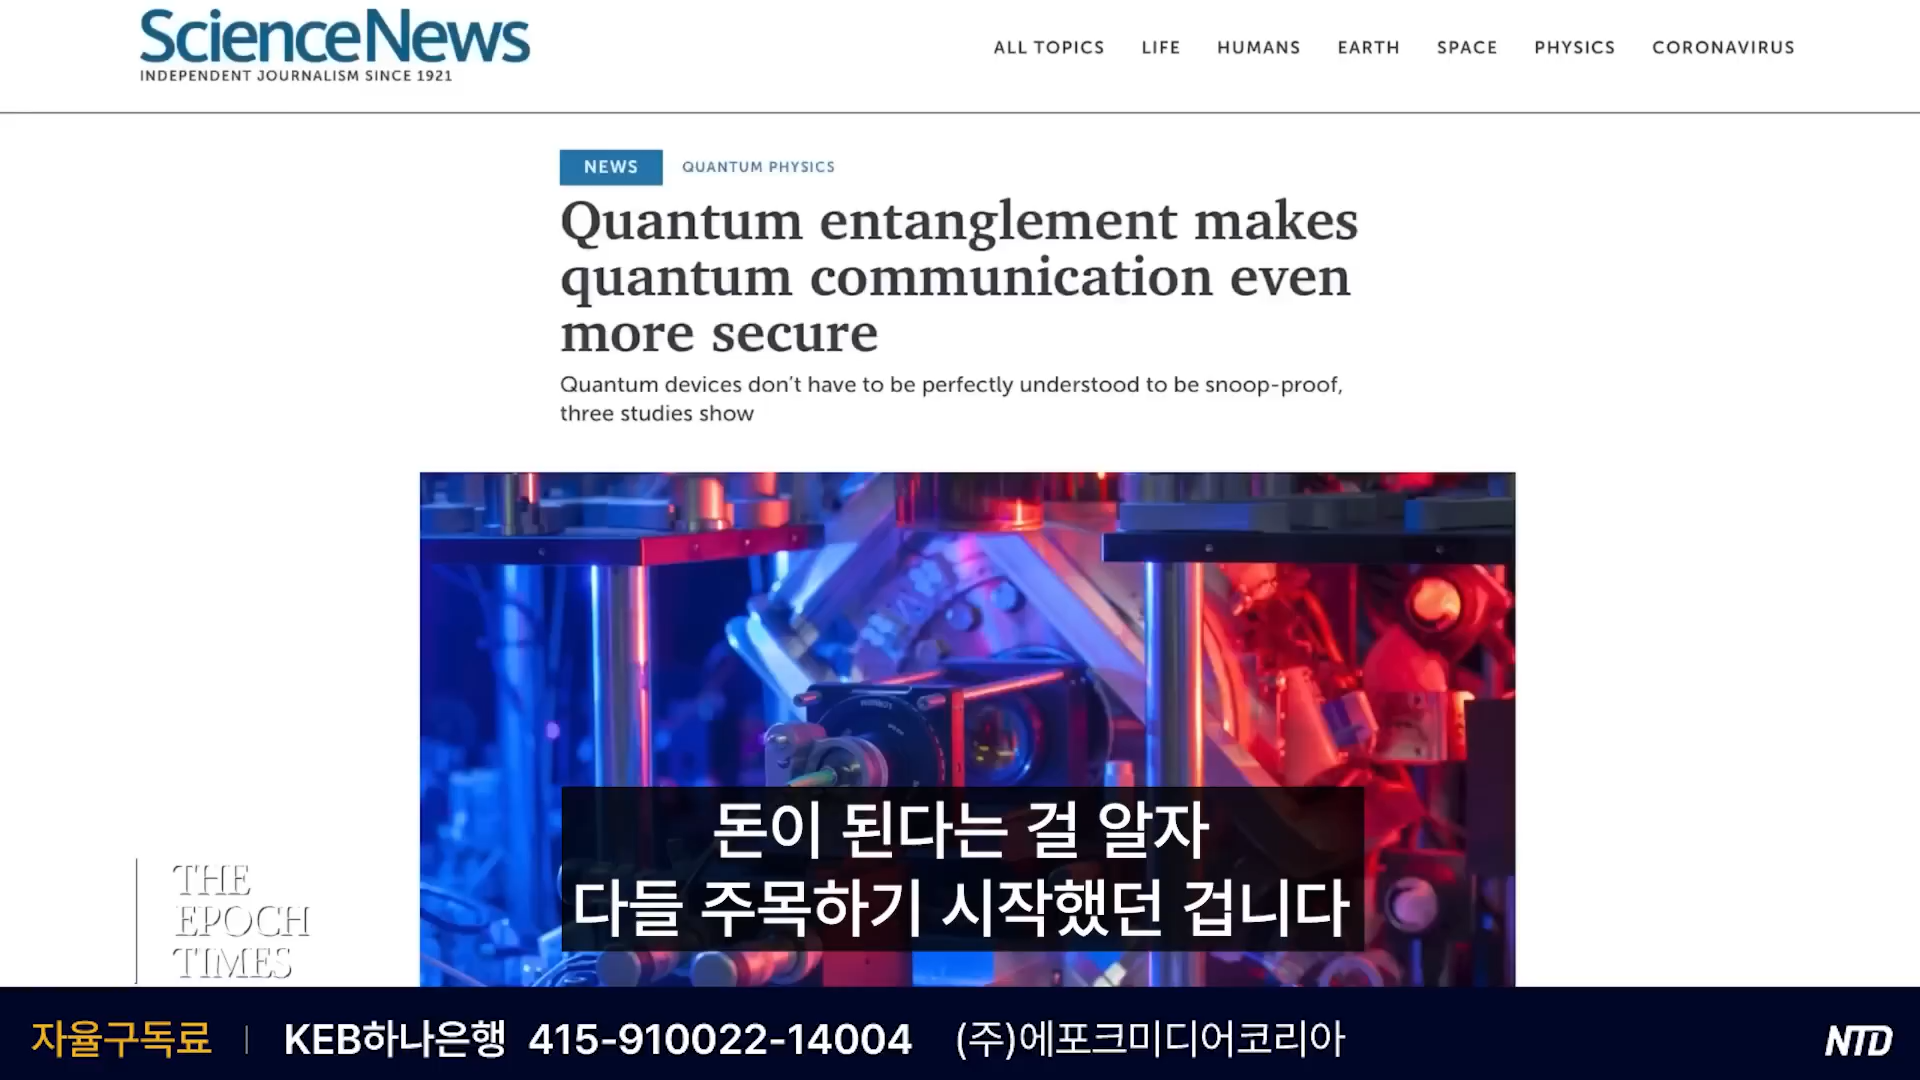 ScienceNews
INDEPENDENT JOURNALISM SINCE 1921
ALL TOPICS LIFE HUMANS EARTH SPACE PHYSICS CORONAVIRUS
NEWS QUANTUM PHYSICS
Quantum entanglement makes
quantum communication even
more secure
Quantum devices don't have to be perfectly understood to be snoop-proof,
three studies show
돈이 된다는 걸 알자
다들 주목하기 시작했던 겁니다
THE
EPOCH
TIMES
자율구독료 | KEB하나은행 415-910022-14004 (주)에포크미디어코리아
NTD